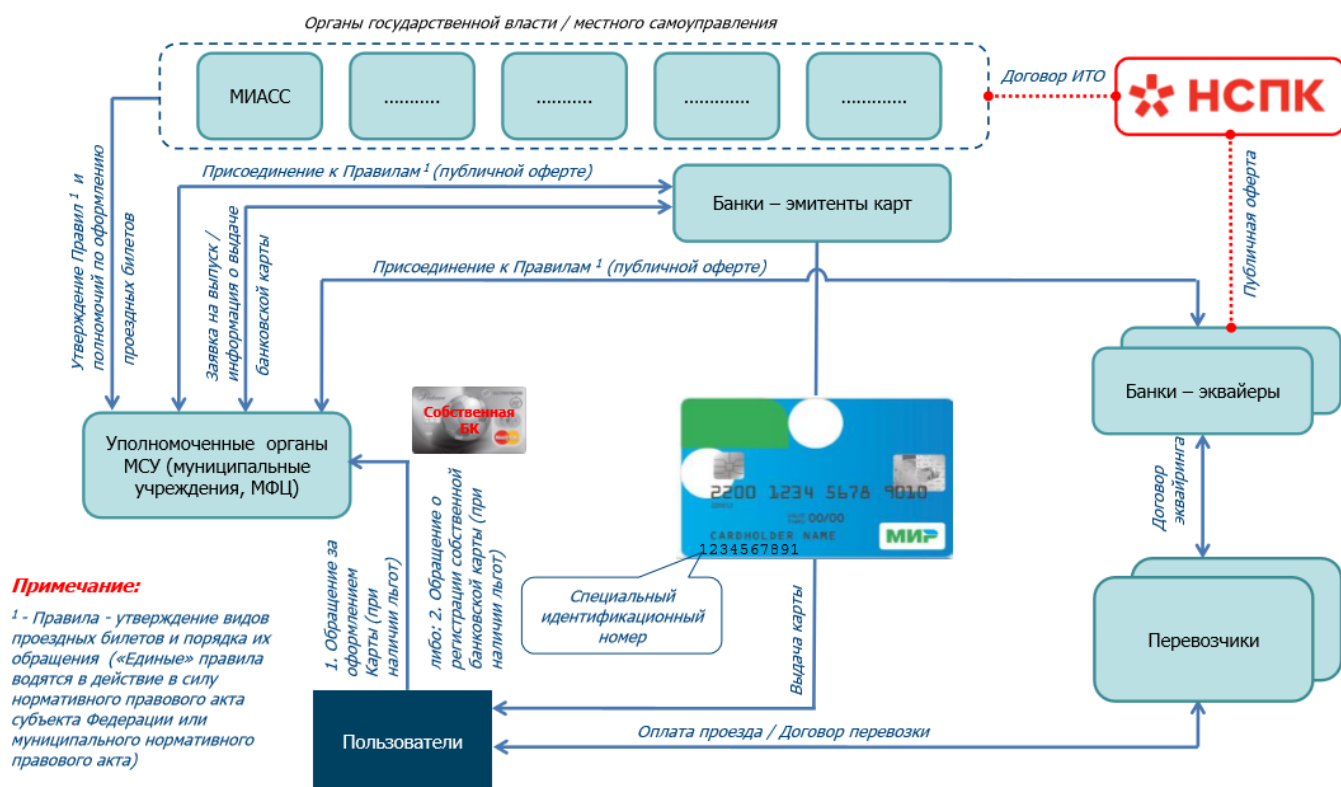 Органы государственной власти / местного самоуправления
МИАСС
...........
...........
.............
.............
Договор ИТО
НСПК
Публичная оферта
Утверждение Правил 1 и
полномочий по оформлению
проездных билетов
Присоединение к Правилам 1 (публичной оферте)
Банки – эмитенты карт
Заявка на выпуск /
информация о выдаче
банковской карты
Присоединение к Правилам 1 (публичной оферте)
Банки – эквайеры
Собственная
БК
Уполномоченные органы
МСУ (муниципальные
учреждения, МФЦ)
2200 1234 5678 9010
00/00
CARDHOLDER NAME
МИР
1234567891
Договор
эквайринга
Специальный
идентификационный
номер
Перевозчики
1. Обращение за
оформлением
Карты (при
наличии льгот)
либо: 2. Обращение о
регистрации собственной
банковской карты (при
наличии льгот)
Выдача карты
Примечание:
1 - Правила - утверждение видов
проездных билетов и порядка их
обращения («Единые» правила
водятся в действие в силу
нормативного правового акта
субъекта Федерации или
муниципального нормативного
правового акта)
Пользователи
Оплата проезда / Договор перевозки